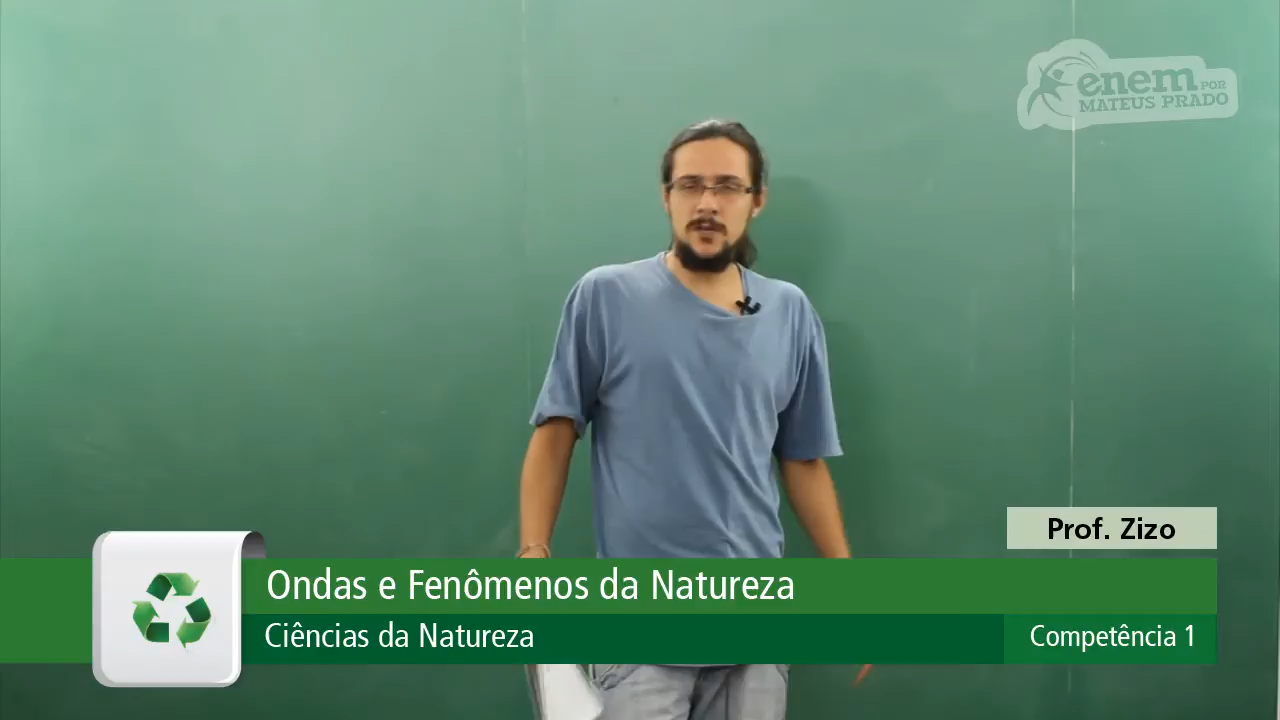 enem POR
MATEUS PRADO
Prof. Zizo
Ondas e Fenômenos da Natureza
Ciências da Natureza
Competência 1